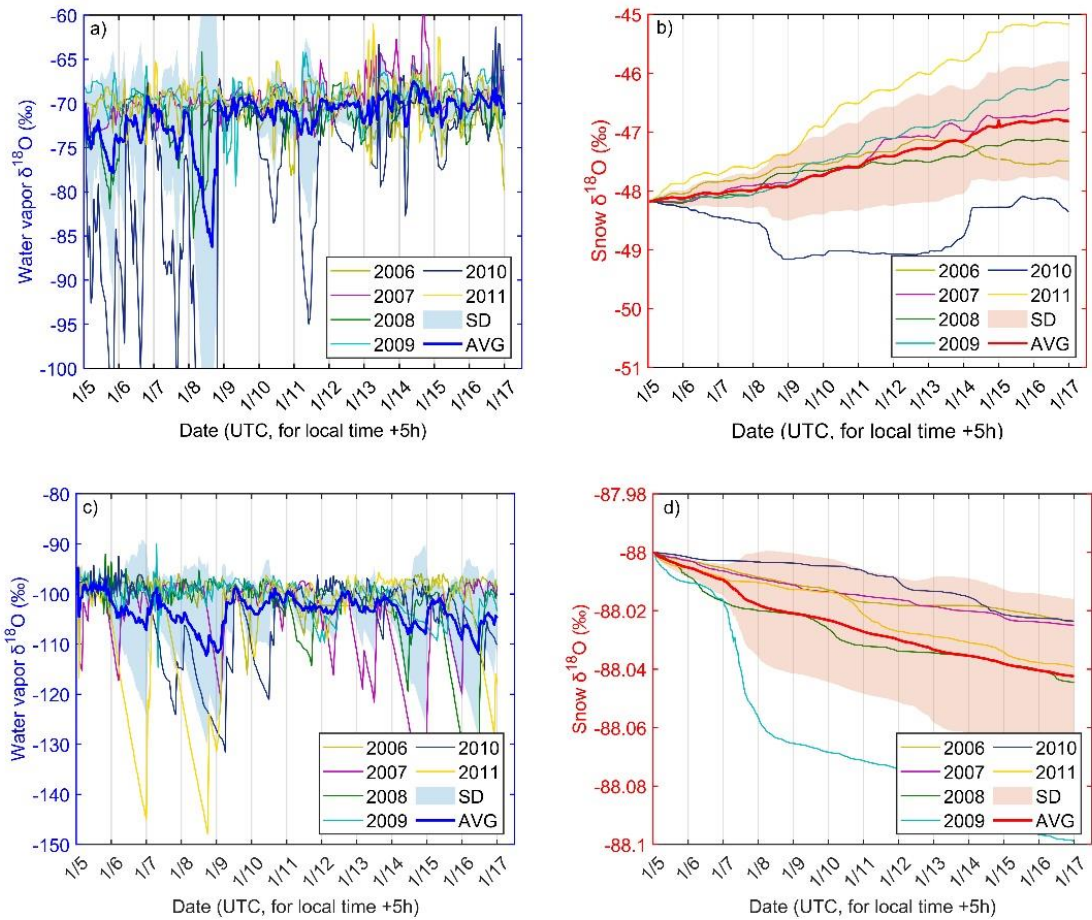 a)
Water vapor δ¹⁸O (‰)
-60
-65
-70
-75
-80
-85
-90
-95
-100
2006 2010
2007 2011
2008 SD
2009 AVG
1/5 1/6 1/7 1/8 1/9 1/10 1/11 1/12 1/13 1/14 1/15 1/16 1/17
Date (UTC, for local time +5h)
b)
Snow δ¹⁸O (‰)
-45
-46
-47
-48
-49
-50
-51
2006 2010
2007 2011
2008 SD
2009 AVG
1/5 1/6 1/7 1/8 1/9 1/10 1/11 1/12 1/13 1/14 1/15 1/16 1/17
Date (UTC, for local time +5h)
c)
Water vapor δ¹⁸O (‰)
-80
-90
-100
-110
-120
-130
-140
-150
2006 2010
2007 2011
2008 SD
2009 AVG
1/5 1/6 1/7 1/8 1/9 1/10 1/11 1/12 1/13 1/14 1/15 1/16 1/17
Date (UTC, for local time +5h)
d)
Snow δ¹⁸O (‰)
-87.98
-88
-88.02
-88.04
-88.06
-88.08
-88.1
2006 2010
2007 2011
2008 SD
2009 AVG
1/5 1/6 1/7 1/8 1/9 1/10 1/11 1/12 1/13 1/14 1/15 1/16 1/17
Date (UTC, for local time +5h)